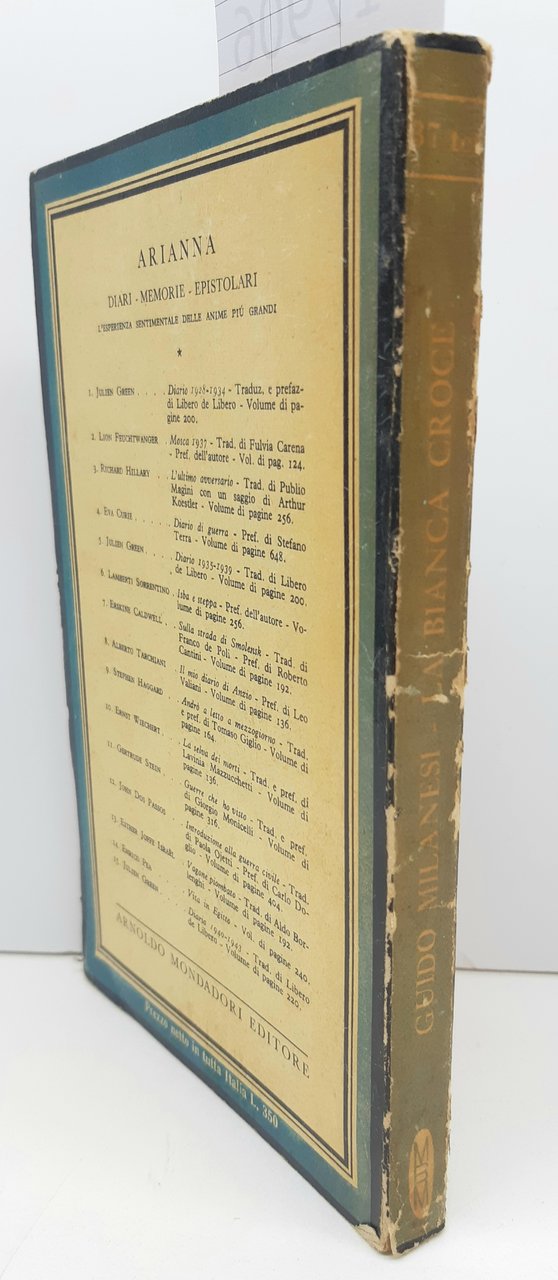 ARIANNA
DIARI - MEMORIE - EPISTOLARI
L'ESPERIENZA SENTIMENTALE DELLE ANIME PIÚ GRANDI
*
1. JULIEN GREEN . . . . . Diario 1928-1934 - Traduz. e prefaz-
di Libero de Libero - Volume di pa-
gine 200.
2. LION FEUCHTWANGER . Mosca 1937 - Trad. di Fulvia Carena
- Pref. dell'autore - Vol. di pag. 124.
3. RICHARD HILLARY . . L'ultimo avversario - Trad. di Publio
Magini con un saggio di Arthur
Koestler - Volume di pagine 256.
4. EVA CURIE . . . . . . Diario di guerra - Pref. di Stefano
Terra - Volume di pagine 648.
5. JULIEN GREEN . . . . Diario 1935-1939 - Trad. di Libero
de Libero - Volume di pagine 200.
6. LAMBERTI SORRENTINO . Isba e steppa - Pref. dell'autore - Vo-
lume di pagine 256.
7. ERSKINE CALDWELL . . Sulla strada di Smolensk - Trad. di
Franco de Poli - Pref. di Roberto
Cantini - Volume di pagine 192.
8. ALBERTO TARCHIANI . Il mio diario di Anzio - Pref. di Leo
Valiani - Volume di pagine 136.
9. STEPHEN HAGGARD . . Andrò a letto a mezzogiorno - Trad.
e pref. di Tomaso Giglio - Volume di
pagine 164.
10. ERNST WIECHERT . . La selva dei morti - Trad. e pref. di
Lavinia Mazzucchetti - Volume di
pagine 136.
11. GERTRUDE STEIN . . . Guerre che ho visto - Trad. e pref.
di Giorgio Monicelli - Volume di
pagine 316.
12. JOHN DOS PASSOS . . Introduzione alla guerra civile - Trad.
di Paola Ojetti - Pref. di Carlo Do-
glio - Volume di pagine 404.
13. ESTHER JOFFE ISRAËL . Vagone piombato - Trad. di Aldo Bor-
lenghi - Volume di pagine 192.
14. ENRICO PEA . . . . . Vita in Egitto - Vol. di pagine 240.
15. JULIEN GREEN . . . . Diario 1940-1943 - Trad. di Libero
de Libero - Volume di pagine 220.
ARNOLDO MONDADORI EDITORE
Prezzo netto in tutta Italia L. 350
GUIDO MILANESI LA BIANCA CROCE